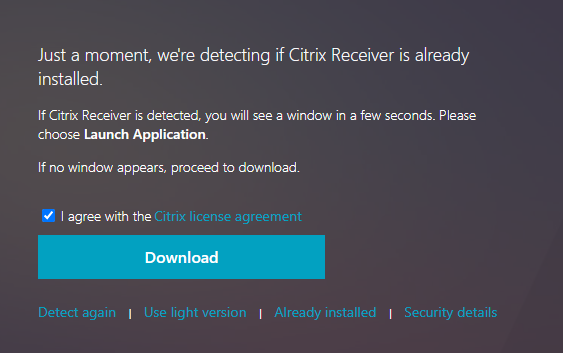 Just a moment, we're detecting if Citrix Receiver is already
installed.
If Citrix Receiver is detected, you will see a window in a few seconds. Please
choose Launch Application.
If no window appears, proceed to download.
I agree with the Citrix license agreement
Download
Detect again | Use light version | Already installed | Security details